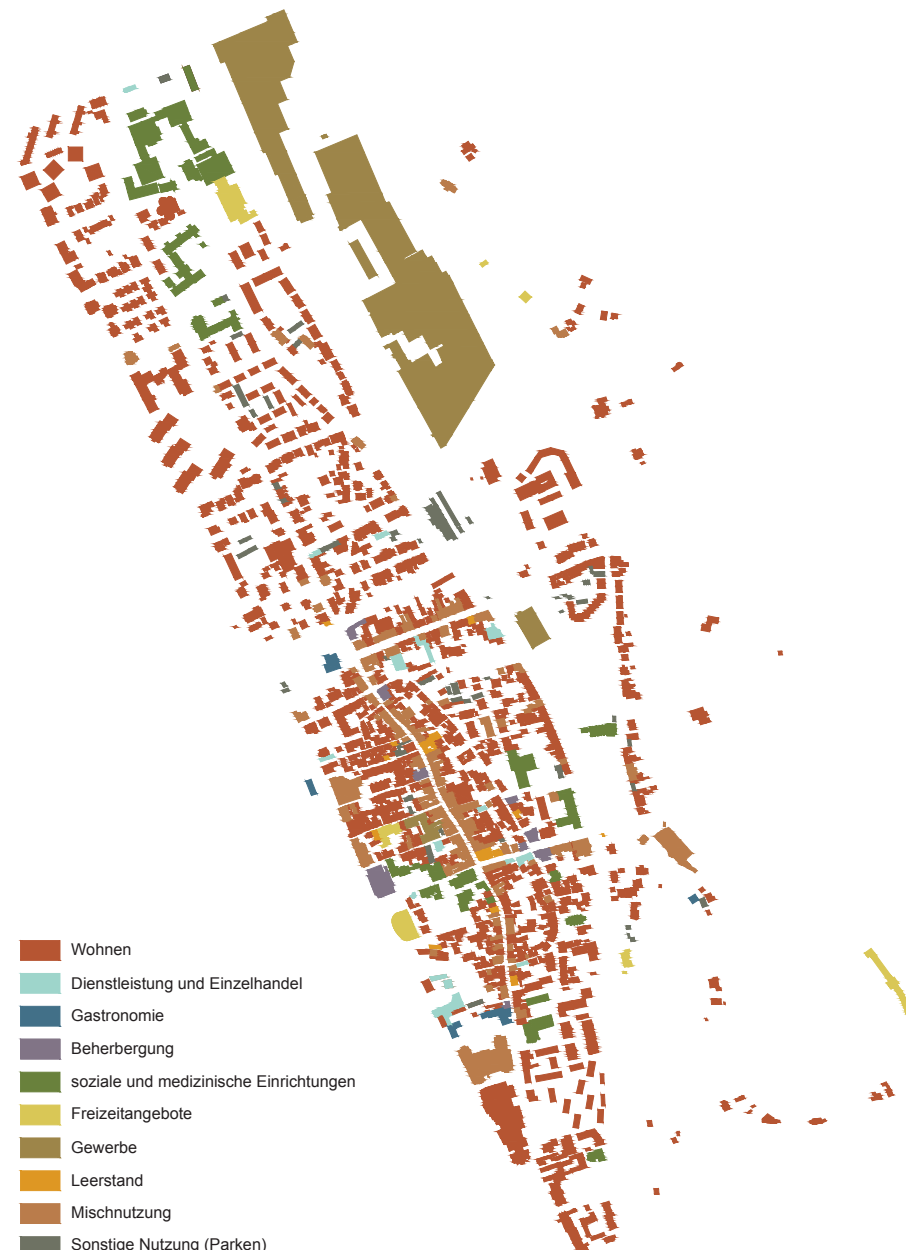 Wohnen
Dienstleistung und Einzelhandel
Gastronomie
Beherbergung
soziale und medizinische Einrichtungen
Freizeitangebote
Gewerbe
Leerstand
Mischnutzung
Sonstige Nutzung (Parken)